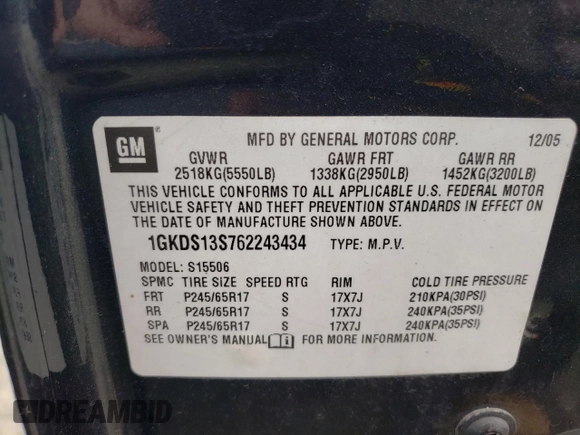 GM
MFD BY GENERAL MOTORS CORP. 12/05
GVWR GAWR FRT GAWR RR
2518KG(5550LB) 1338KG(2950LB) 1452KG(3200LB)
THIS VEHICLE CONFORMS TO ALL APPLICABLE U.S. FEDERAL MOTOR
VEHICLE SAFETY AND THEFT PREVENTION STANDARDS IN EFFECT ON
THE DATE OF MANUFACTURE SHOWN ABOVE.
1GKDS13S762243434 TYPE: M.P.V.
MODEL: S15506
SPMC TIRE SIZE SPEED RTG RIM COLD TIRE PRESSURE
FRT P245/65R17 S 17X7J 210KPA(30PSI)
RR P245/65R17 S 17X7J 240KPA(35PSI)
SPA P245/65R17 S 17X7J 240KPA(35PSI)
SEE OWNER'S MANUAL FOR MORE INFORMATION.
DREAMBID